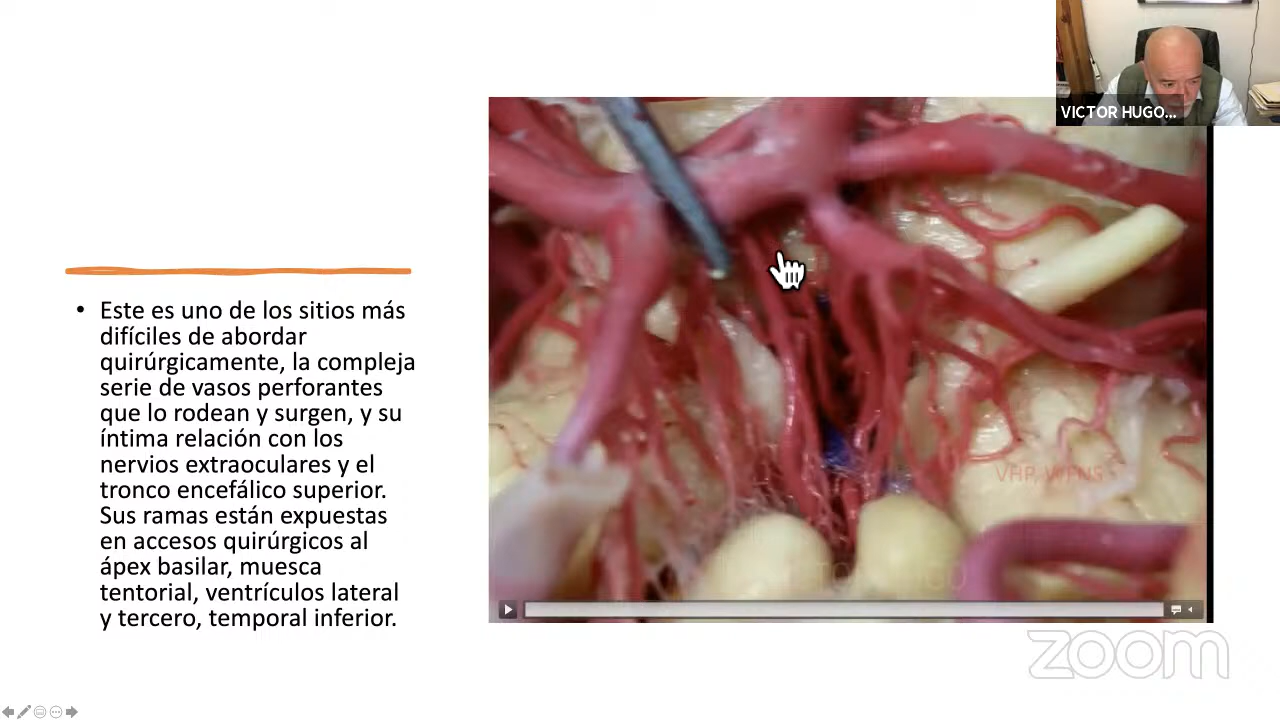 VICTOR HUGO...
• Este es uno de los sitios más
difíciles de abordar
quirúrgicamente, la compleja
serie de vasos perforantes
que lo rodean y surgen, y su
íntima relación con los
nervios extraoculares y el
tronco encefálico superior.
Sus ramas están expuestas
en accesos quirúrgicos al
ápex basilar, muesca
tentorial, ventrículos lateral
y tercero, temporal inferior.
VHP, WFNS
zoom